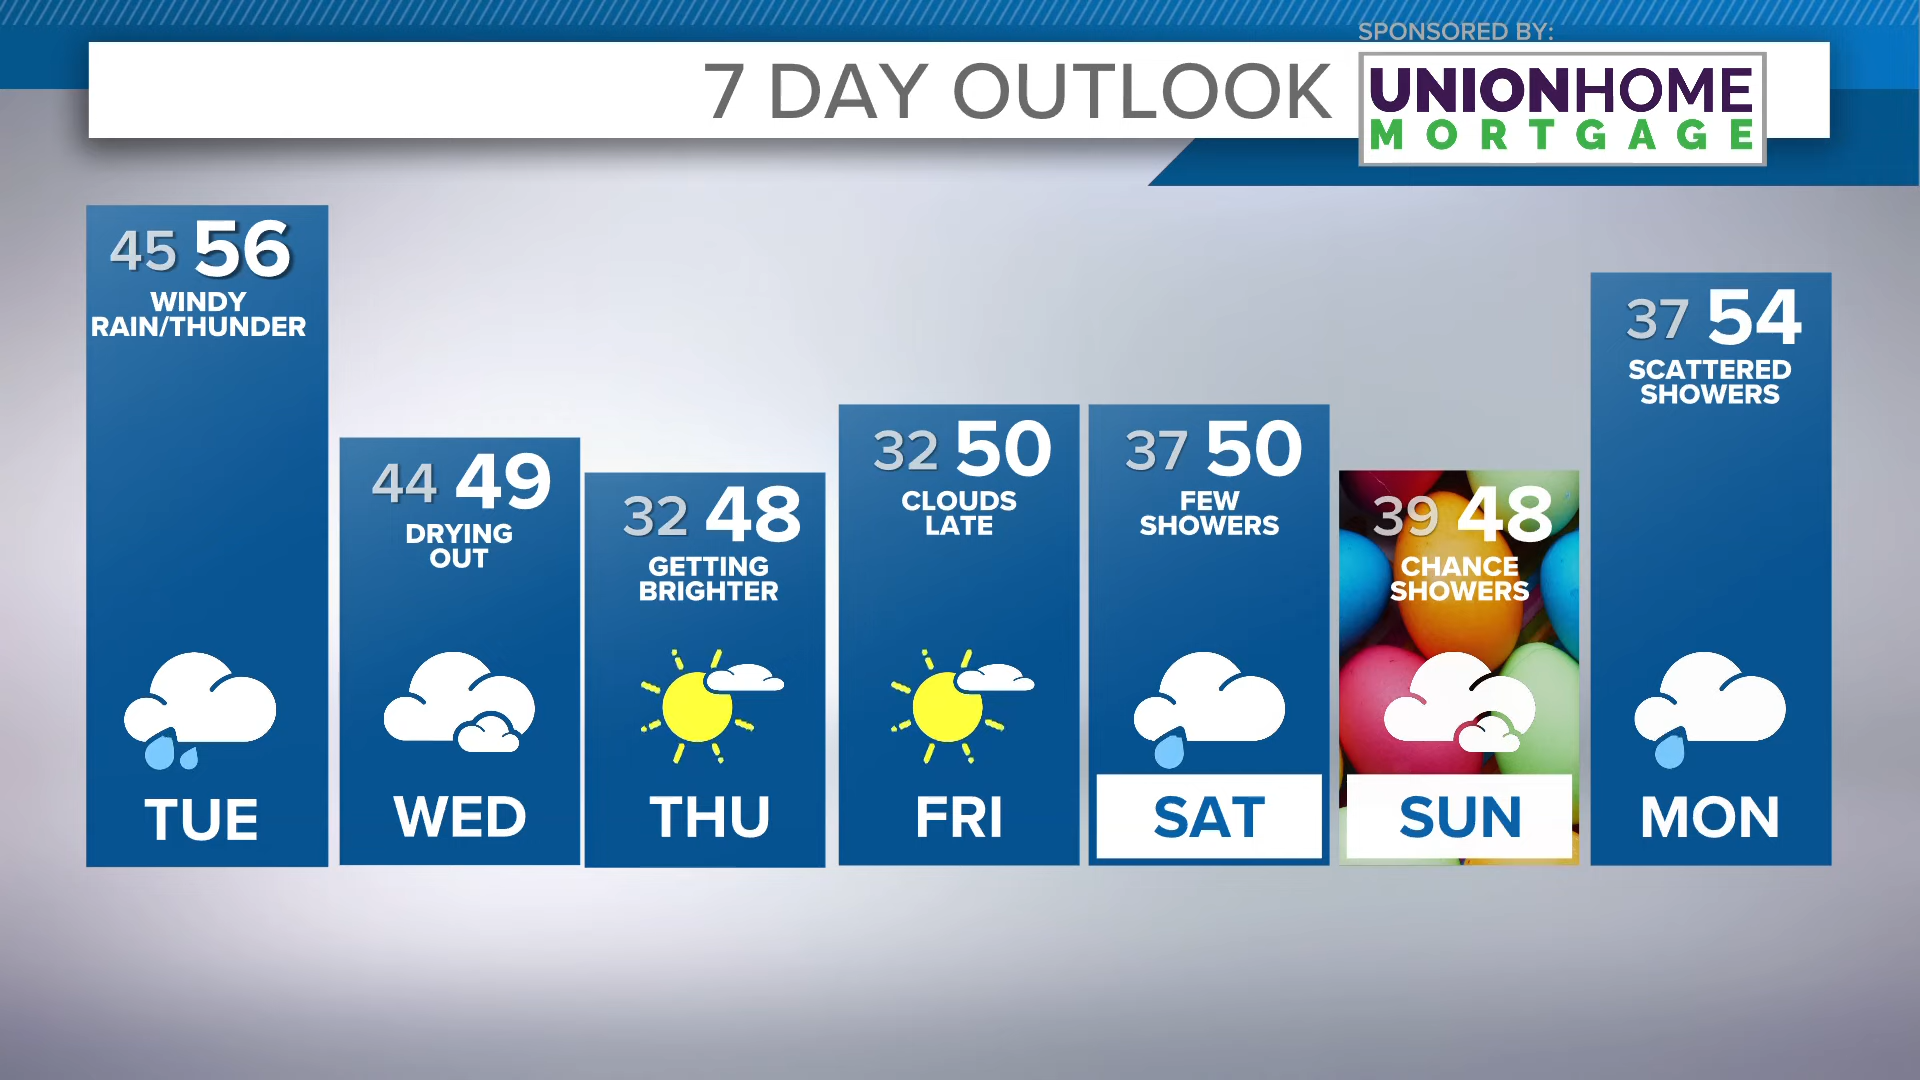 SPONSORED BY:
7 DAY OUTLOOK
UNIONHOME
MORTGAGE
45 56
WINDY
RAIN/THUNDER
TUE
44 49
DRYING
OUT
WED
32 48
GETTING
BRIGHTER
THU
32 50
CLOUDS
LATE
FRI
37 50
FEW
SHOWERS
SAT
39 48
CHANCE
SHOWERS
SUN
37 54
SCATTERED
SHOWERS
MON